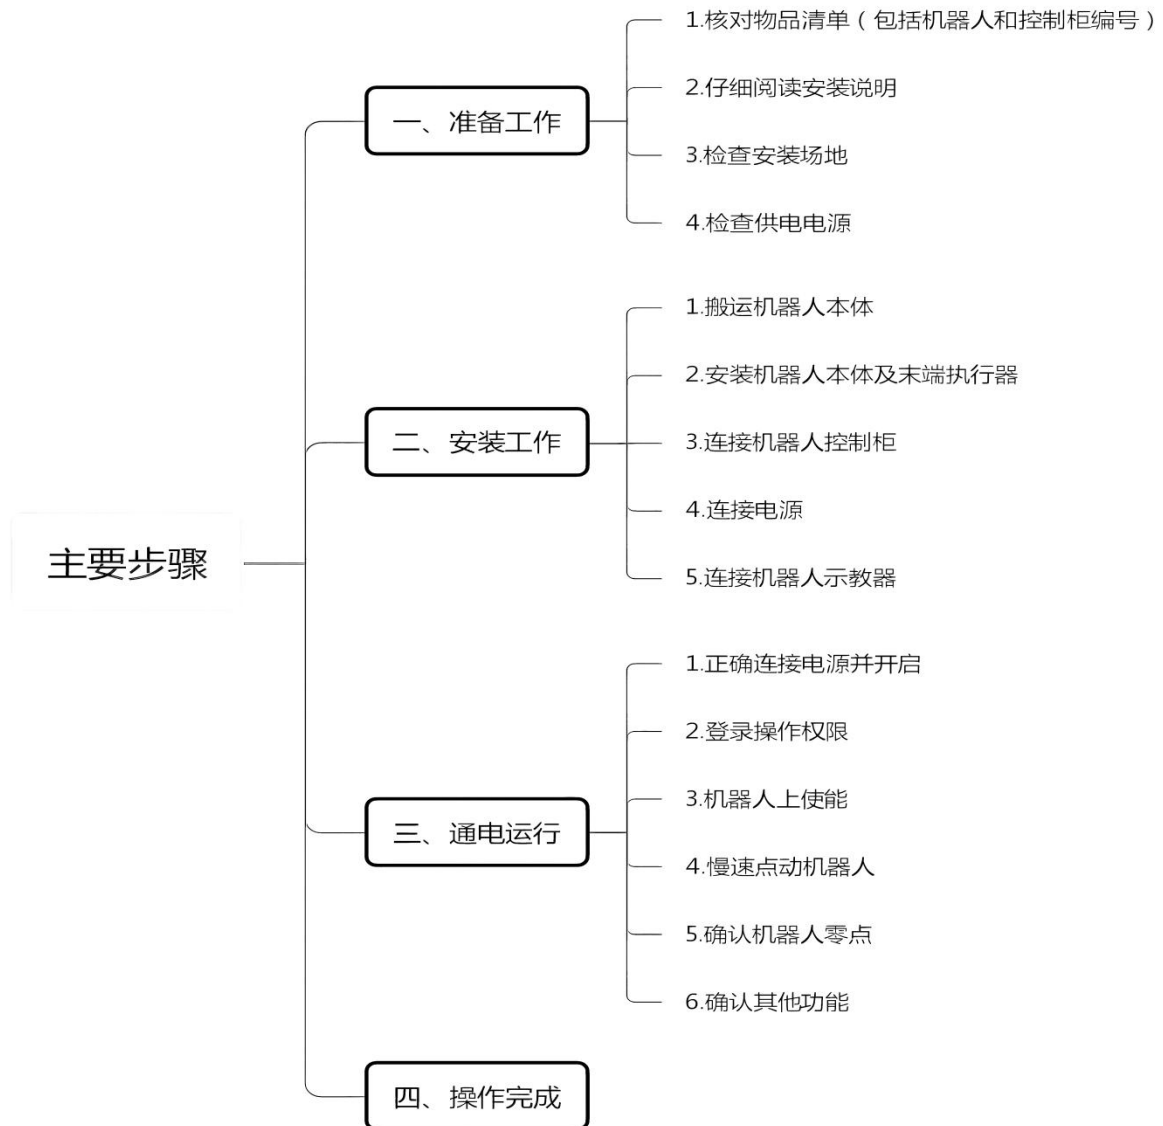 主要步骤
一、准备工作
1.核对物品清单（包括机器人和控制柜编号）
2.仔细阅读安装说明
3.检查安装场地
4.检查供电电源
二、安装工作
1.搬运机器人本体
2.安装机器人本体及末端执行器
3.连接机器人控制柜
4.连接电源
5.连接机器人示教器
三、通电运行
1.正确连接电源并开启
2.登录操作权限
3.机器人上使能
4.慢速点动机器人
5.确认机器人零点
6.确认其他功能
四、操作完成